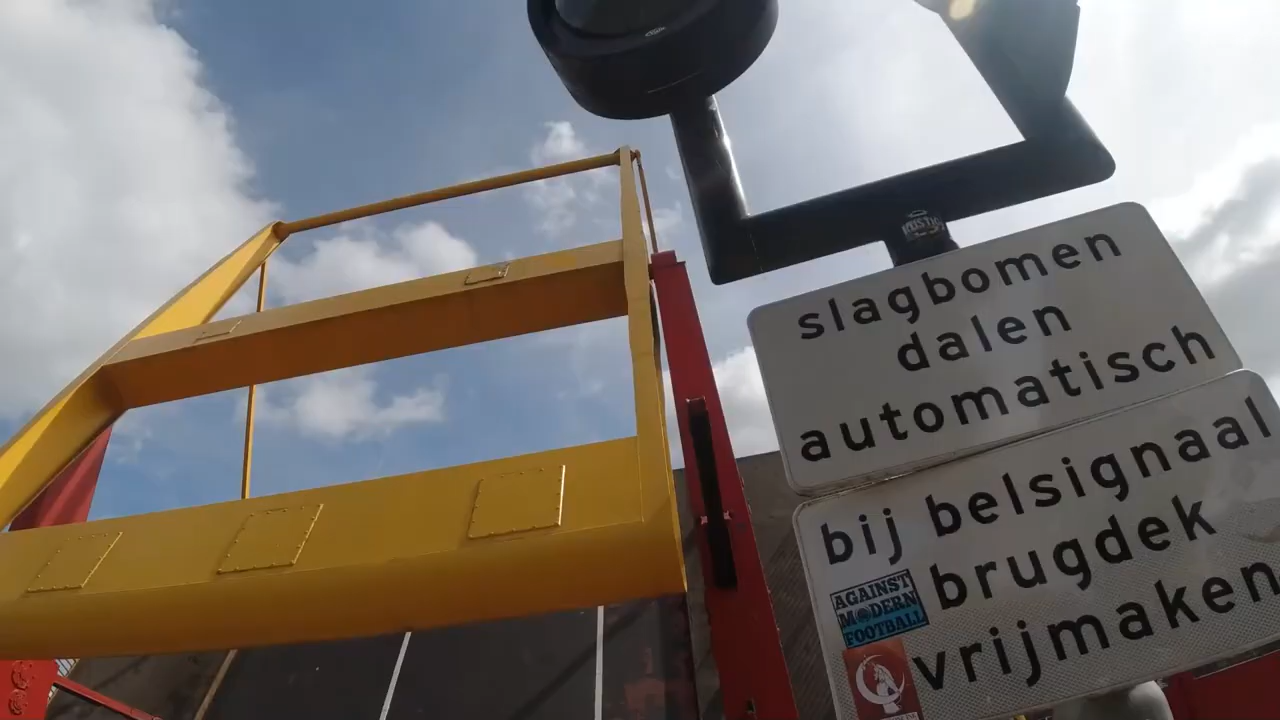 slagbomen
dalen
automatisch
bij belsignaal
brugdek
vrijmaken
AGAINST
MODERN
FOOTBALL